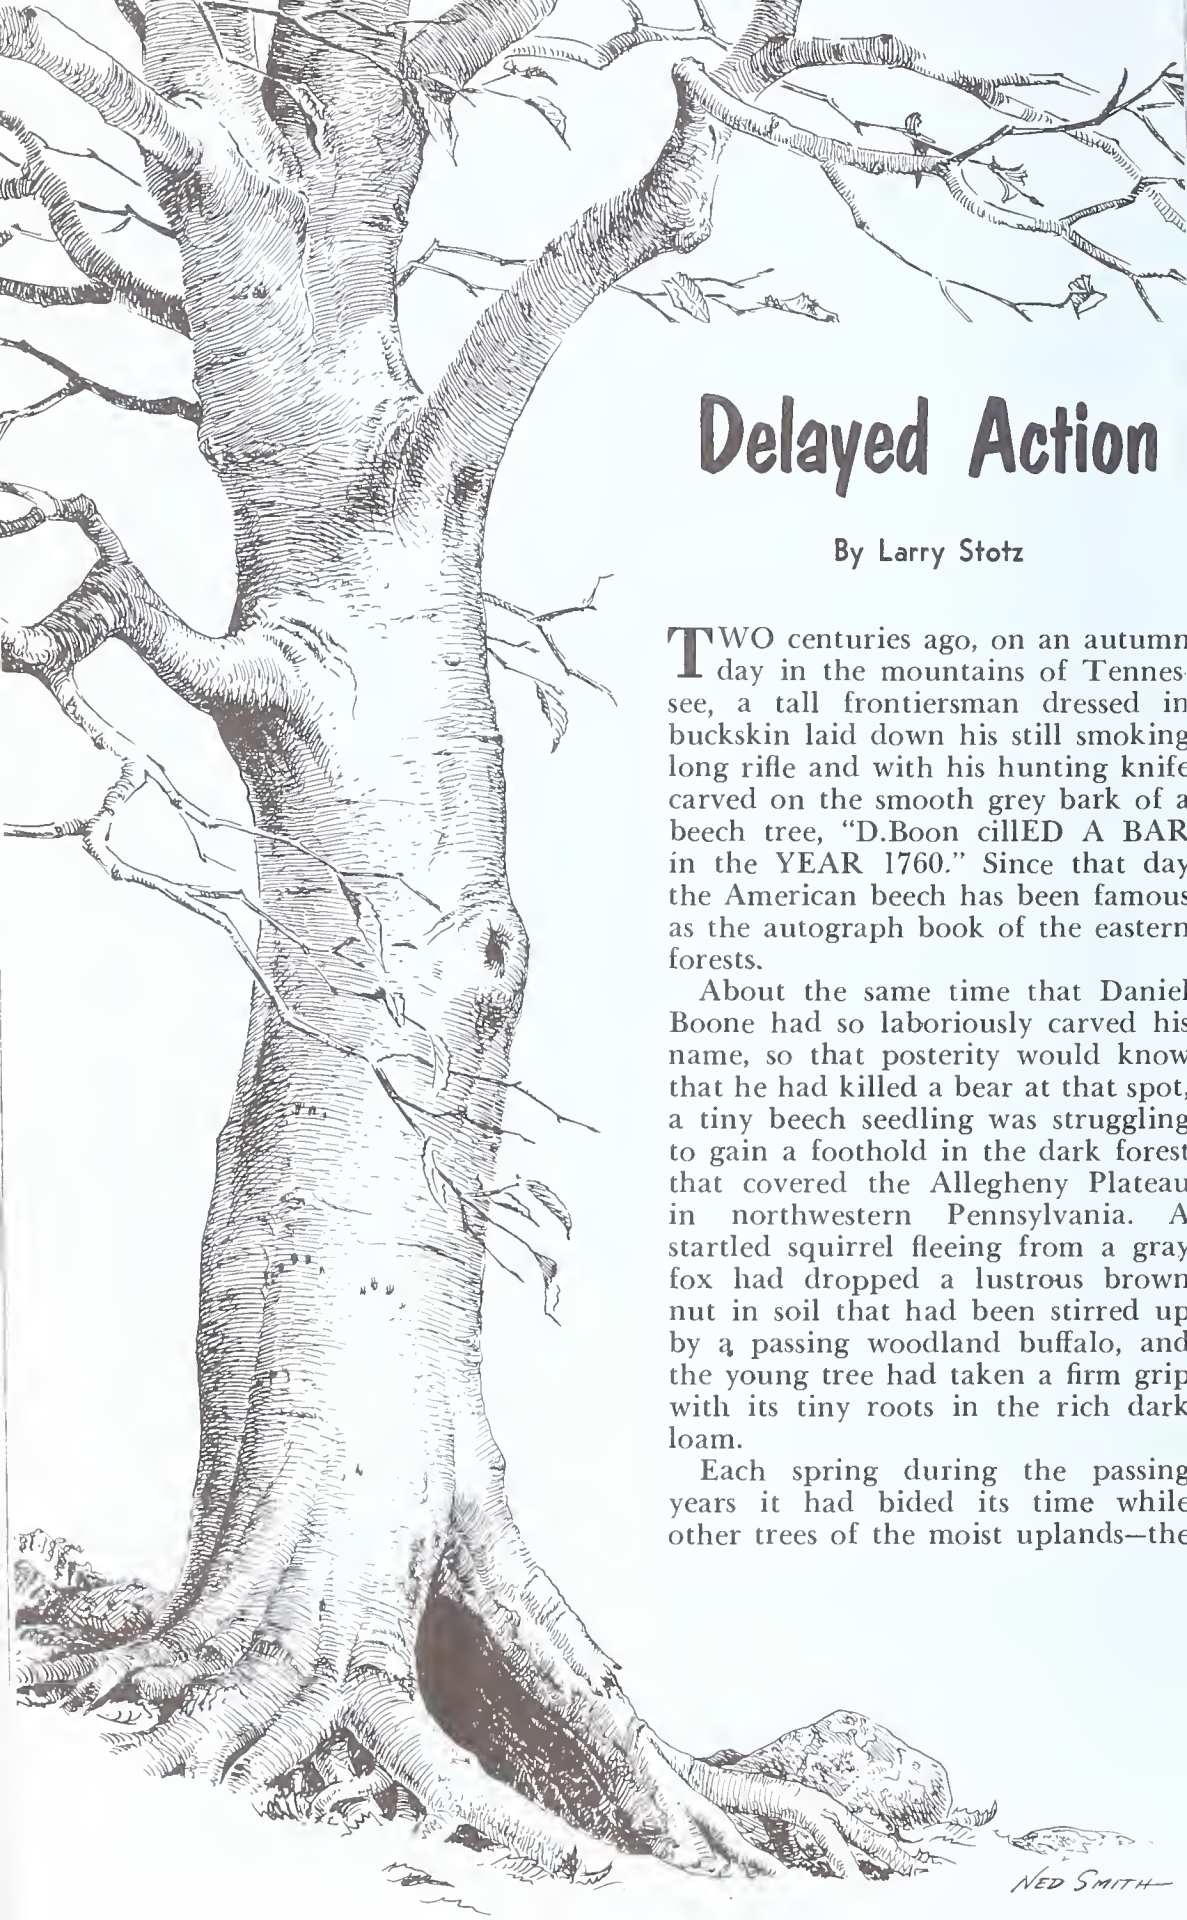 Delayed Action
By Larry Stotz
TWO centuries ago, on an autumn
day in the mountains of Tennes-
see, a tall frontiersman dressed in
buckskin laid down his still smoking
long rifle and with his hunting knife
carved on the smooth grey bark of a
beech tree, “D.Boon cillED A BAR
in the YEAR 1760.” Since that day
the American beech has been famous
as the autograph book of the eastern
forests.
About the same time that Daniel
Boone had so laboriously carved his
name, so that posterity would know
that he had killed a bear at that spot,
a tiny beech seedling was struggling
to gain a foothold in the dark forest
that covered the Allegheny Plateau
in northwestern Pennsylvania. A
startled squirrel fleeing from a gray
fox had dropped a lustrous brown
nut in soil that had been stirred up
by a passing woodland buffalo, and
the young tree had taken a firm grip
with its tiny roots in the rich dark
loam.
Each spring during the passing
years it had bided its time while
other trees of the moist uplands—the
NED SMITH